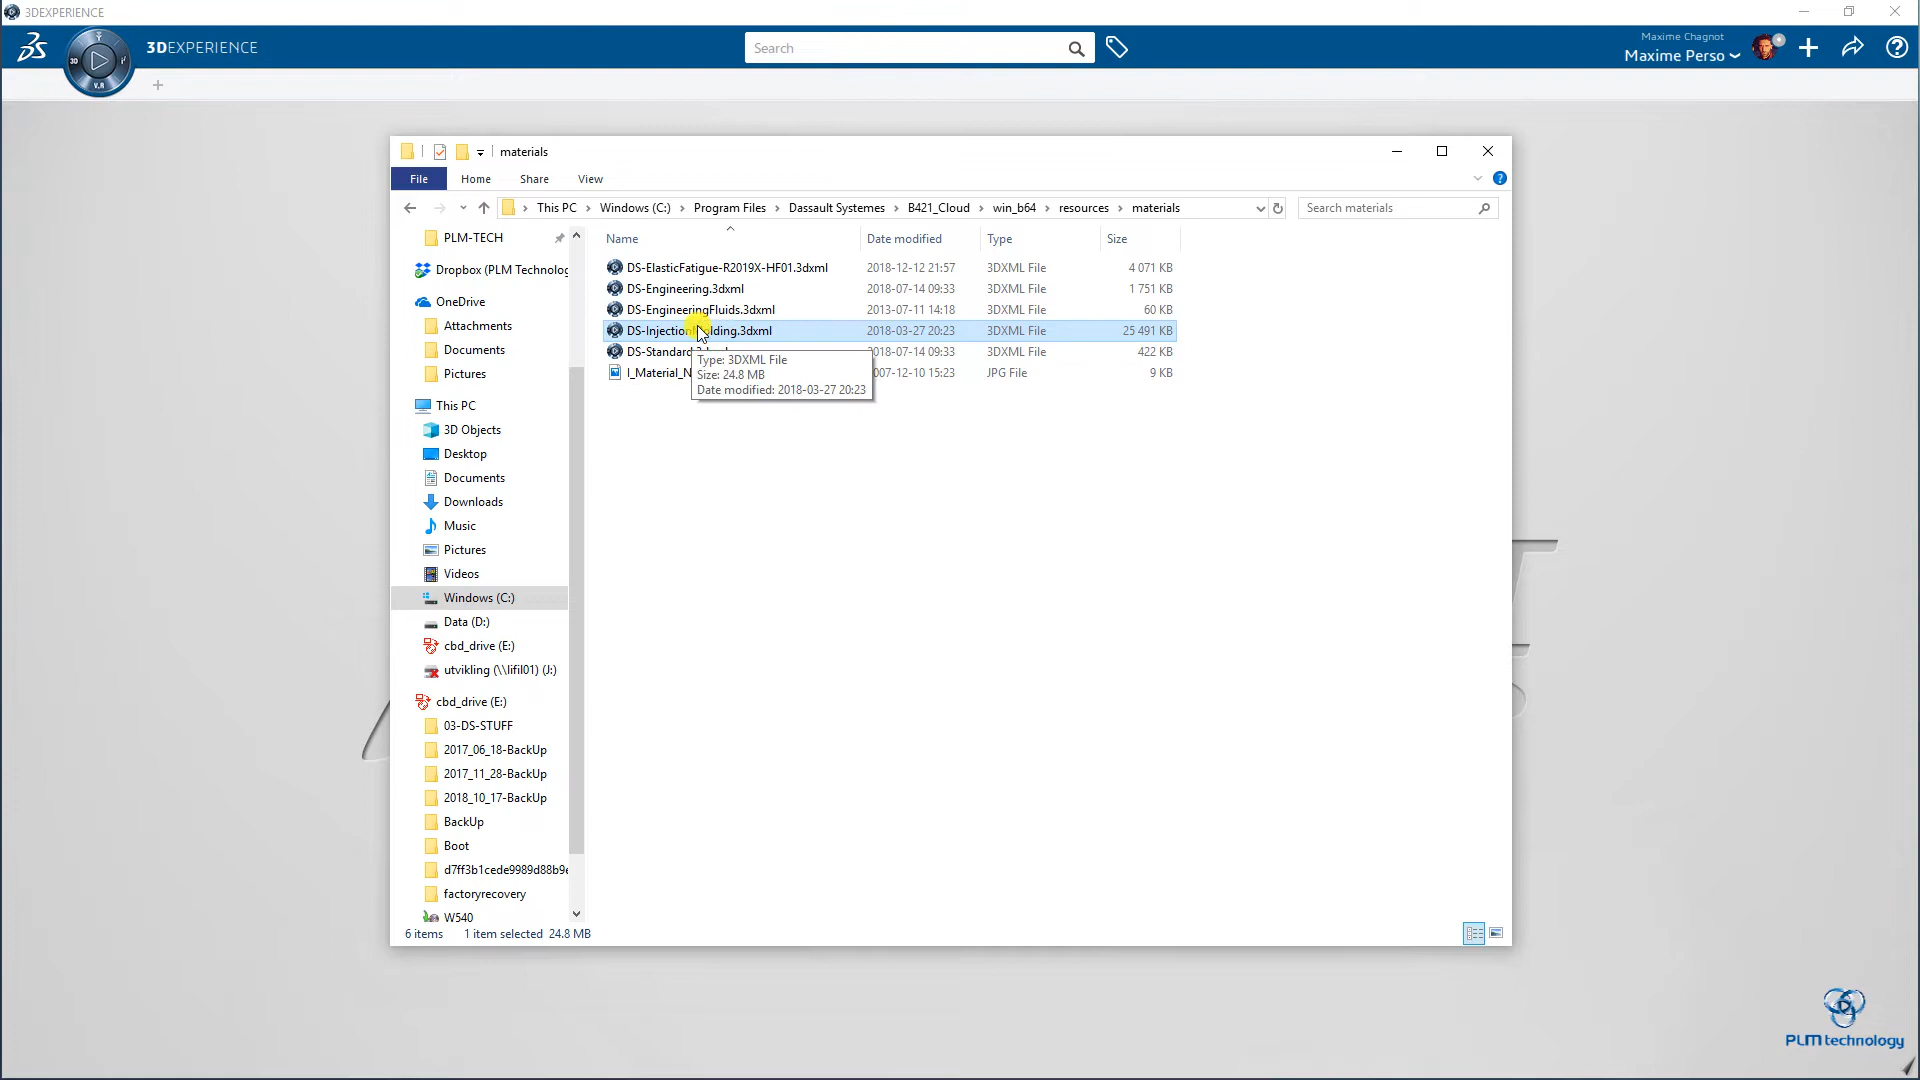 3DEXPERIENCE
3DEXPERIENCE
3D
V.R
Search
Maxime Chagnot
Maxime Perso
materials
File Home Share View
This PC Windows (C:) Program Files Dassault Systemes B421_Cloud win_b64 resources materials
Search materials
Name Date modified Type Size
DS-ElasticFatigue-R2019X-HF01.3dxml 2018-12-12 21:57 3DXML File 4 071 KB
DS-Engineering.3dxml 2018-07-14 09:33 3DXML File 1 751 KB
DS-EngineeringFluids.3dxml 2013-07-11 14:18 3DXML File 60 KB
2018-03-27 20:23 3DXML File 25 491 KB
2018-07-14 09:33 3DXML File 422 KB
JPG File 9 KB
Type: 3DXML File
Size: 24.8 MB
Date modified: 2018-03-27 20:23
PLM-TECH
Dropbox (PLM Technolog
OneDrive
Attachments
Documents
Pictures
This PC
3D Objects
Desktop
Documents
Downloads
Music
Pictures
Videos
Windows (C:)
Data (D:)
cbd_drive (E:)
utvikling (\\lifil01) (J:)
cbd_drive (E:)
03-DS-STUFF
2017_06_18-BackUp
2017_11_28-BackUp
2018_10_17-BackUp
BackUp
Boot
d7ff3b1cede9989d88b9e
factoryrecovery
W540
6 items 1 item selected 24.8 MB
PLM technology